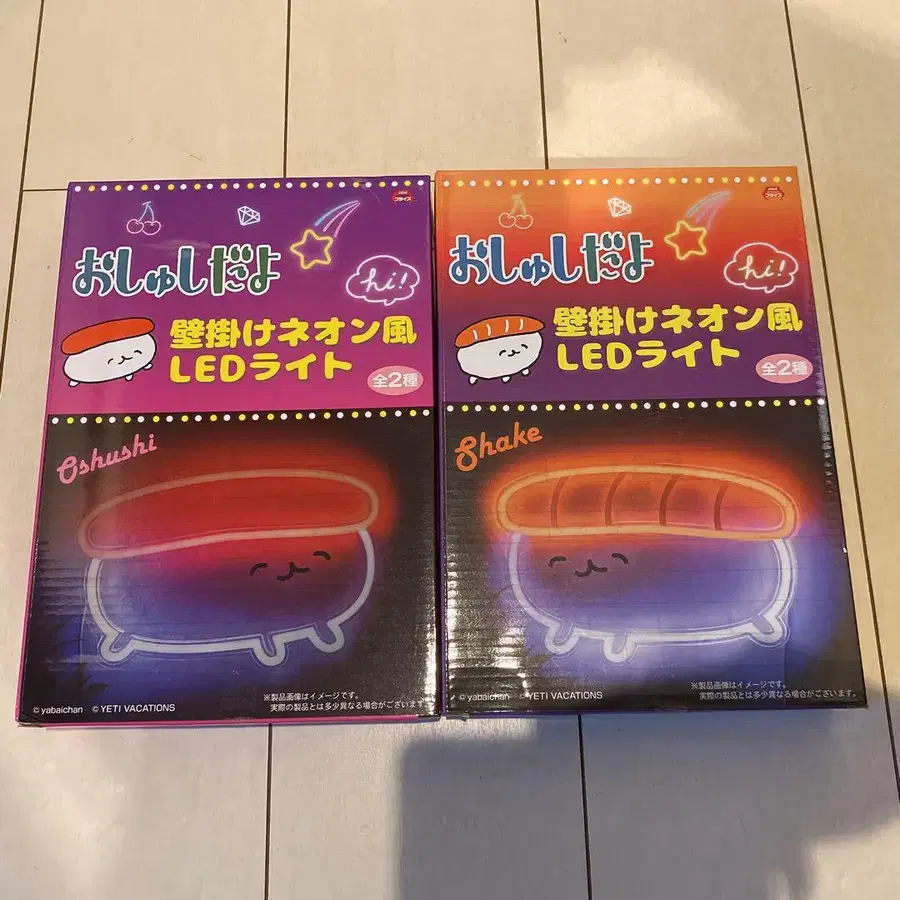 プライズ
おしゅしだよ
hi!
壁掛けネオン風
LEDライト
全2種
Oshushi
※製品画像はイメージです。
実際の製品とは多少異なる場合がございます。
©yabaichan ©YETI VACATIONS
プライズ
おしゅしだよ
hi!
壁掛けネオン風
LEDライト
全2種
Shake
※製品画像はイメージです。
実際の製品とは多少異なる場合がございます。
©yabaichan ©YETI VACATIONS